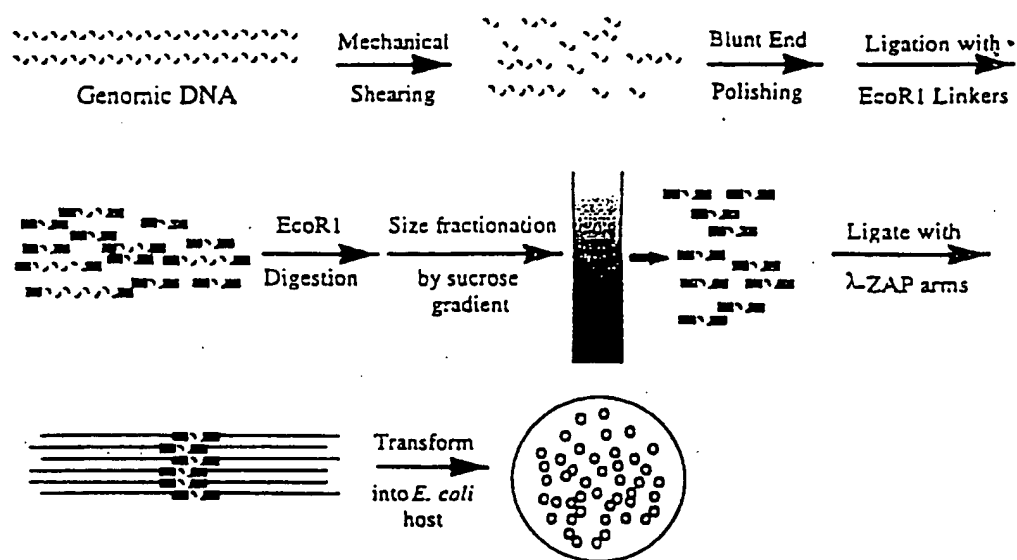 Genomic DNA
Mechanical
Shearing
Blunt End
Polishing
Ligation with
EcoR1 Linkers
EcoR1
Digestion
Size fractionation
by sucrose
gradient
Ligate with
λ-ZAP arms
Transform
into E. coli
host